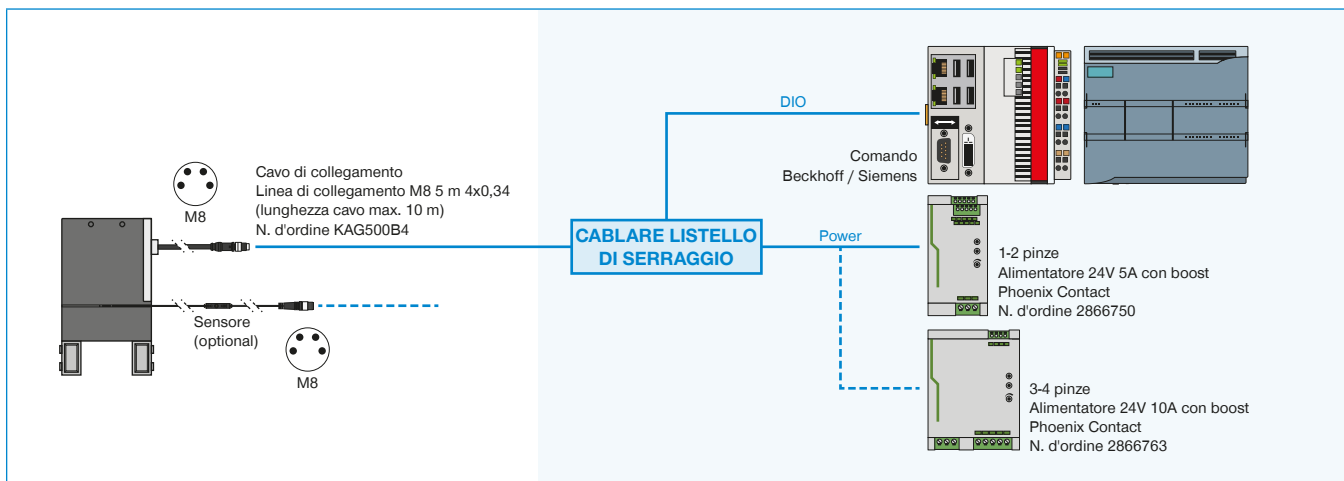 M8
Cavo di collegamento
Linea di collegamento M8 5 m 4x0,34
(lunghezza cavo max. 10 m)
N. d'ordine KAG500B4
Sensore
(optional)
M8
CABLARE LISTELLO
DI SERRAGGIO
DIO
Comando
Beckhoff / Siemens
Power
1-2 pinze
Alimentatore 24V 5A con boost
Phoenix Contact
N. d'ordine 2866750
3-4 pinze
Alimentatore 24V 10A con boost
Phoenix Contact
N. d'ordine 2866763